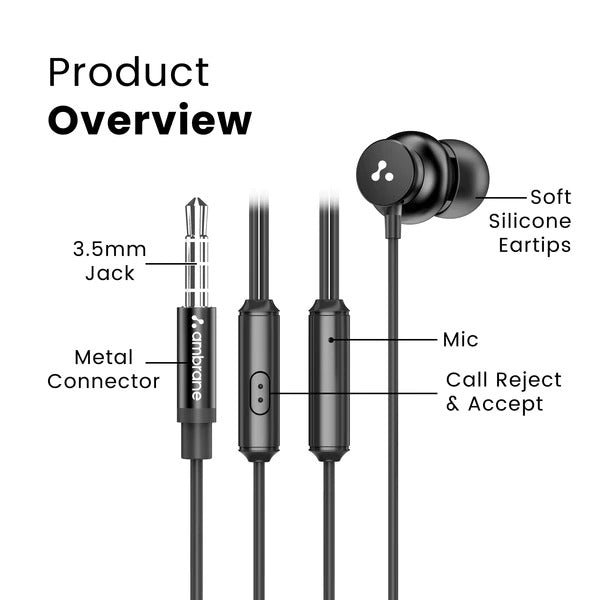 Product
Overview
Soft
Silicone
Eartips
3.5mm
Jack
Mic
Metal
Connector
ambrane
Call Reject
& Accept